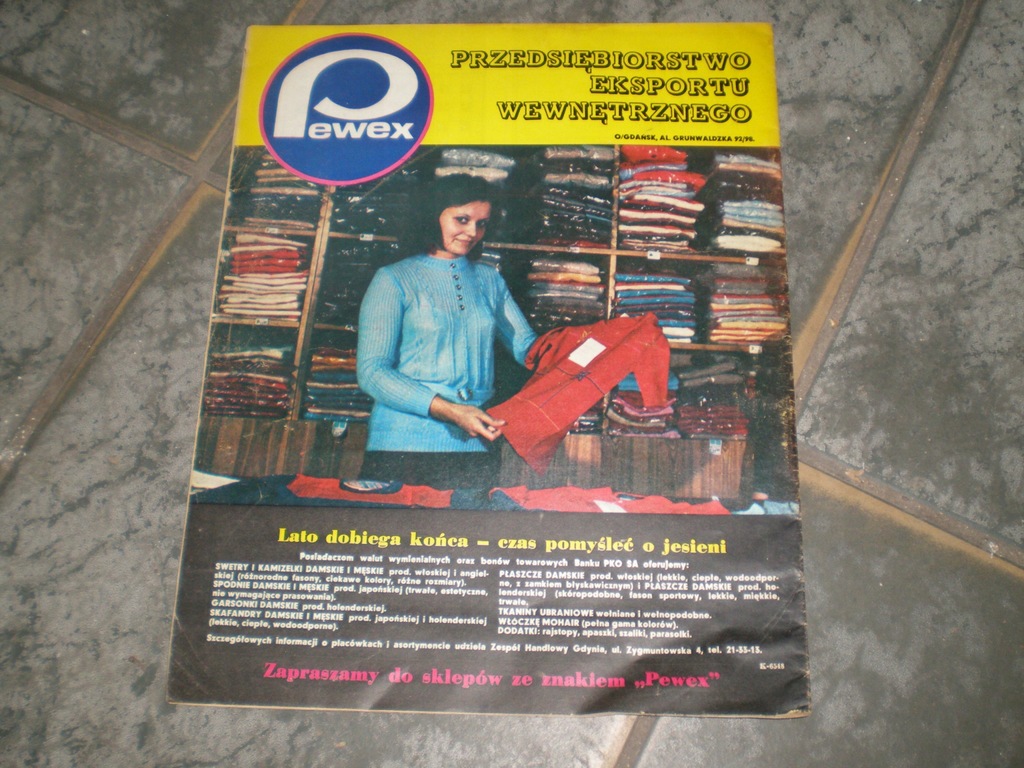 Pewex
PRZEDSIĘBIORSTWO
EKSPORTU
WEWNĘTRZNEGO
O/GDAŃSK, AL. GRUNWALDZKA 92/98.
Lato dobiega końca – czas pomyśleć o jesieni
Posiadaczom walut wymienialnych oraz bonów towarowych Banku PKO SA oferujemy:
SWETRY I KAMIZELKI DAMSKIE I MĘSKIE prod. włoskiej i angiel-
skiej (różnorodne fasony, ciekawe kolory, różne rozmiary).
SPODNIE DAMSKIE I MĘSKIE prod. japońskiej (trwałe, estetyczne,
nie wymagające prasowania).
GARSONKI DAMSKIE prod. holenderskiej.
SKAFANDRY DAMSKIE I MĘSKIE prod. japońskiej i holenderskiej
(lekkie, ciepłe, wodoodporne).
PŁASZCZE DAMSKIE prod. włoskiej (lekkie, ciepłe, wodoodpor-
ne, z zamkiem błyskawicznym) i PŁASZCZE DAMSKIE prod. ho-
lenderskiej (skóropodobne, fason sportowy, lekkie, miękkie,
trwałe,
TKANINY UBRANIOWE wełniane i wełnopodobne.
WŁÓCZKĘ MOHAIR (pełna gama kolorów).
DODATKI: rajstopy, apaszki, szaliki, parasolki.
Szczegółowych informacji o placówkach i asortymencie udziela Zespół Handlowy Gdynia, ul. Zygmuntowska 4, tel. 21-33-13.
K-6548
Zapraszamy do sklepów ze znakiem „Pewex”